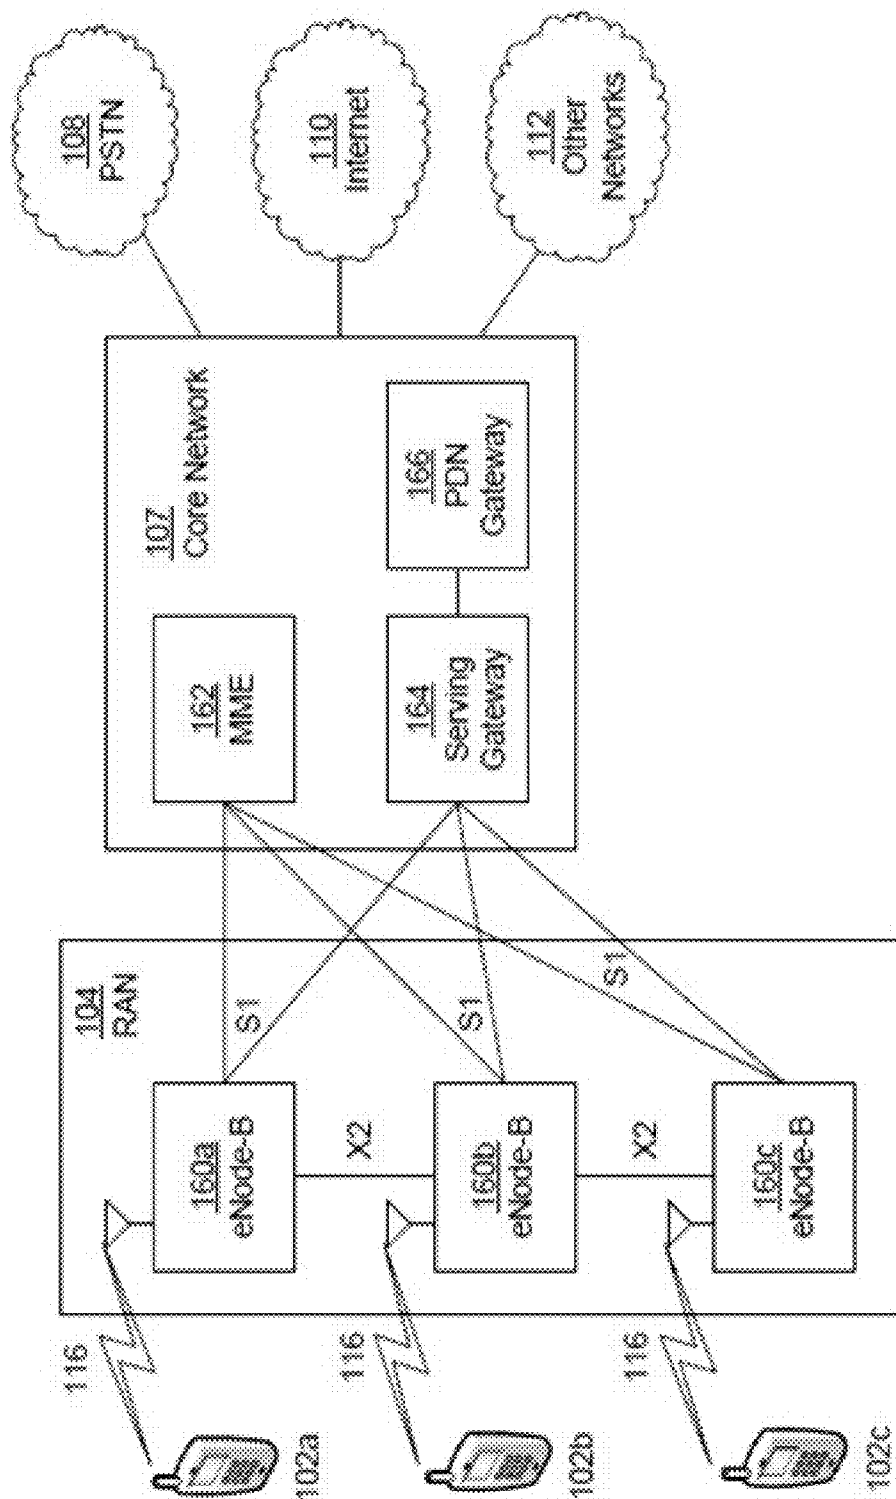 102a
116
104
RAN
160a
eNode-B
S1
162
MME
107
Core Network
108
PSTN
X2
102b
116
160b
eNode-B
S1
164
Serving
Gateway
166
PDN
Gateway
110
Internet
X2
102c
116
160c
eNode-B
S1
112
Other
Networks